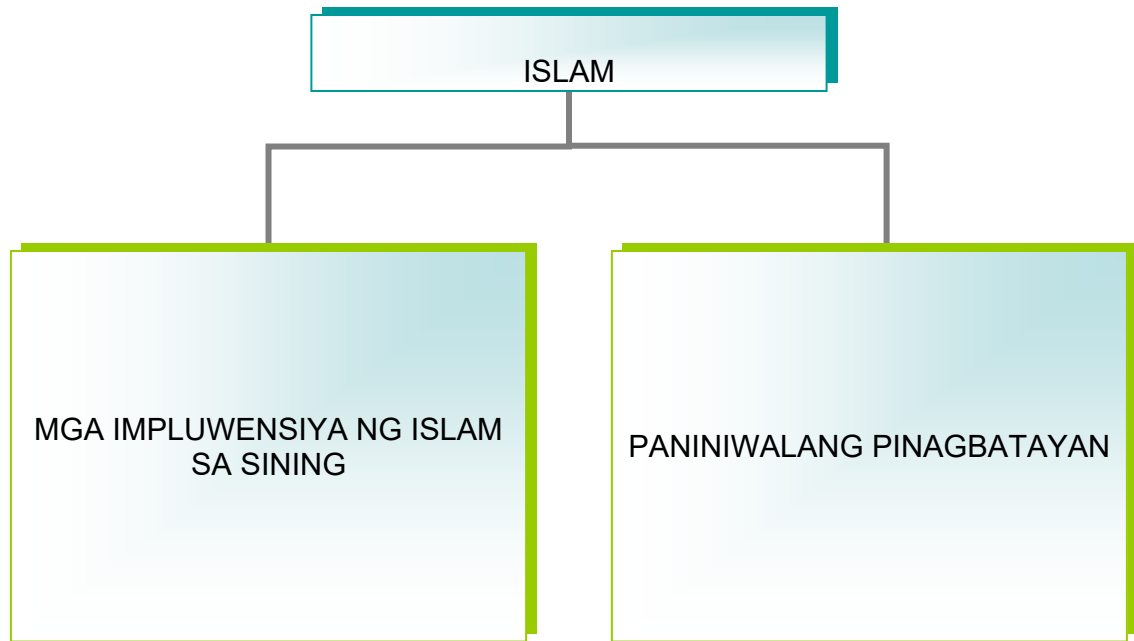 ISLAM
MGA IMPLUWENSIYA NG ISLAM
SA SINING
PANINIWALANG PINAGBATAYAN